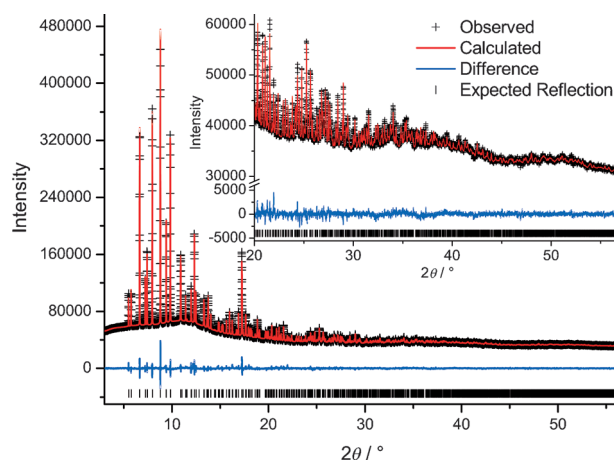 480000
400000
320000
240000
160000
80000
0
Intensity
10
20
30
40
50
2θ / °
60000
50000
40000
30000
5000
0
-5000
Intensity
20
30
40
50
2θ / °
Observed
Calculated
Difference
Expected Reflection